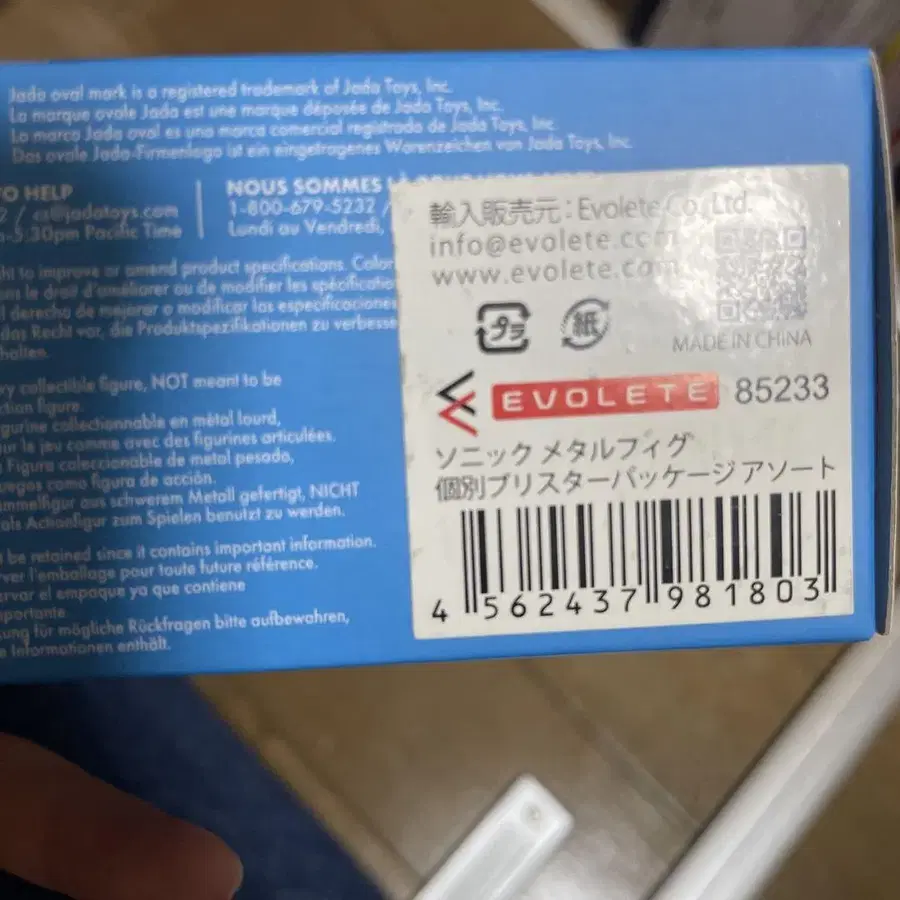 Jada oval mark is a registered trademark of Jada Toys, Inc.
La marque ovale Jada est une marque déposée de Jada Toys, Inc.
La marca Jada oval es una marca comercial registrada de Jada Toys, Inc.
Das ovale Jada-Firmenlogo ist ein eingetragenes Warenzeichen von Jada Toys, Inc.
TO HELP
2 / cs@jadatoys.com
5:30pm Pacific Time
NOUS SOMMES
1-800-679-5232 /
Lundi au Vendredi,
ht to improve or amend product specifications. Color
le droit d'améliorer ou de modifier les spécificatio
derecho de mejorar o modificar las especificaciones
das Recht vor, die Produktspezifikationen zu verbesse
halten.
vy collectible figure, NOT meant to be
ction figure.
gurine collectionnable en métal lourd,
ur le jeu comme avec des figurines articulées.
Figura coleccionable de metal pesado,
uegos como figura de acción.
mmelfigur aus schwerem Metall gefertigt, NICHT
als Actionfigur zum Spielen benutzt zu werden.
be retained since it contains important information.
ver l'emballage pour toute future référence.
ervar el empaque ya que contiene
mportante.
ung für mögliche Rückfragen bitte aufbewahren,
e Informationen enthält.
輸入販売元:Evolete Co., Ltd.
info@evolete.com
www.evolete.com
プラ 紙
MADE IN CHINA
EVOLETE 85233
ソニック メタルフィグ
個別ブリスターパッケージアソート
4 562437 981803